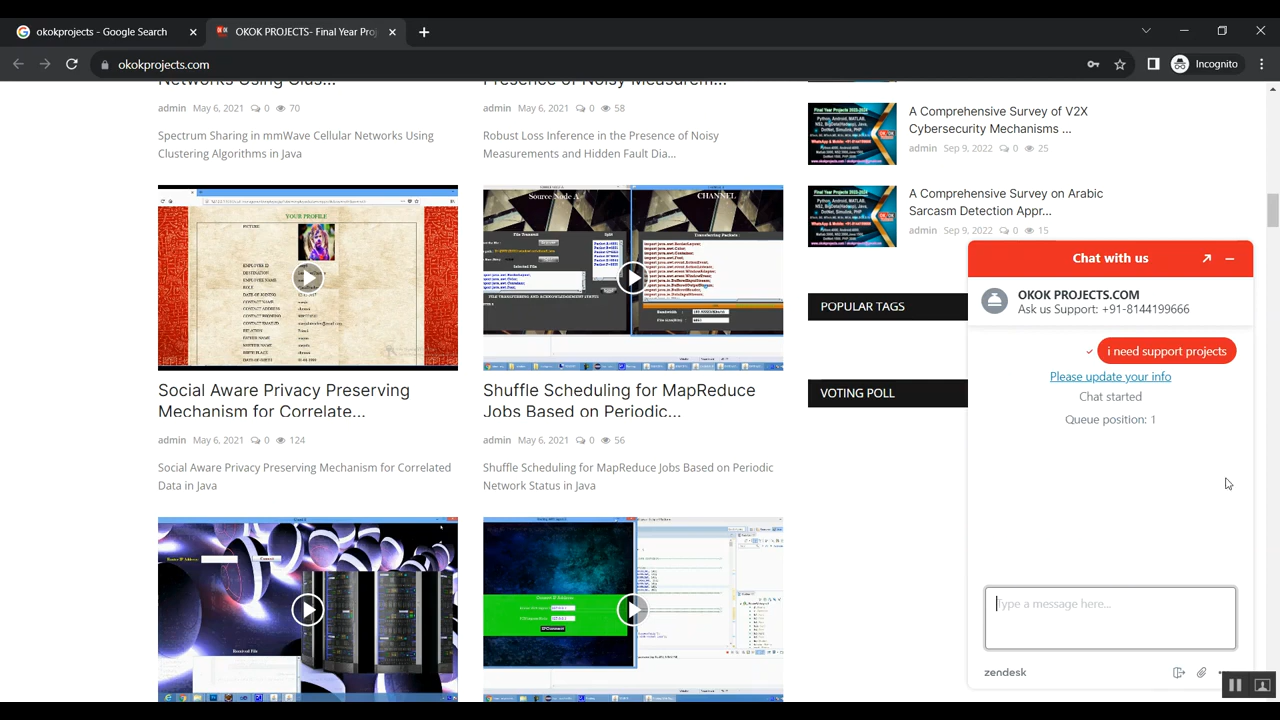 okokprojects - Google Search
OKOK PROJECTS- Final Year Pro
okokprojects.com
Incognito
Networks Using Glas...
admin May 6, 2021 0 70
Spectrum Sharing in mmWave Cellular Networks Using
Clustering Algorithms in Java
Presence of Noisy Measurem...
admin May 6, 2021 0 58
Robust Loss Inference in the Presence of Noisy
Measurements and Hidden Fault Dia...
YOUR PROFILE
Social Aware Privacy Preserving
Mechanism for Correlate...
admin May 6, 2021 0 124
Social Aware Privacy Preserving Mechanism for Correlated
Data in Java
Source Node A
CHANNEL
Shuffle Scheduling for MapReduce
Jobs Based on Periodic...
admin May 6, 2021 0 56
Shuffle Scheduling for MapReduce Jobs Based on Periodic
Network Status in Java
A Comprehensive Survey of V2X
Cybersecurity Mechanisms ...
admin Sep 9, 2022 0 25
A Comprehensive Survey on Arabic
Sarcasm Detection Appr...
admin Sep 9, 2022 0 15
POPULAR TAGS
VOTING POLL
Chat with us
OKOK PROJECTS.COM
Ask us Support +91- 8144199666
i need support projects
Please update your info
Chat started
Queue position: 1
Type a message here...
zendesk